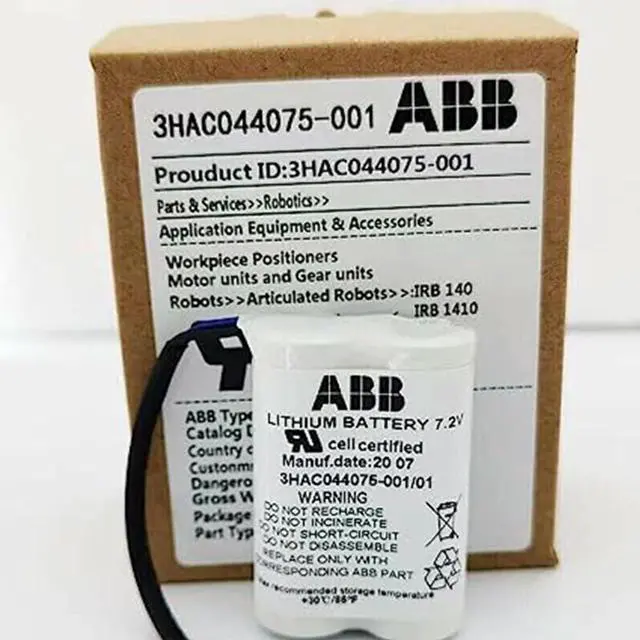 3HAC044075-001 ABB
Prouduct ID:3HAC044075-001
Parts & Services>>Robotics>>
Application Equipment & Accessories
Workpiece Positioners
Motor units and Gear units
Robots>>Articulated Robots>>:IRB 140
IRB 1410
ABB Type
Catalog D
Country o
Customm
Dangero
Gross W
Package
Part Typ
ABB
LITHIUM BATTERY 7.2V
cell certified
Manuf.date:20 07
3HAC044075-001/01
WARNING
DO NOT RECHARGE
DO NOT INCINERATE
DO NOT SHORT-CIRCUIT
DO NOT DISASSEMBLE
REPLACE ONLY WITH
CORRESPONDING ABB PART
recommended storage temperature
+30℃/86℉